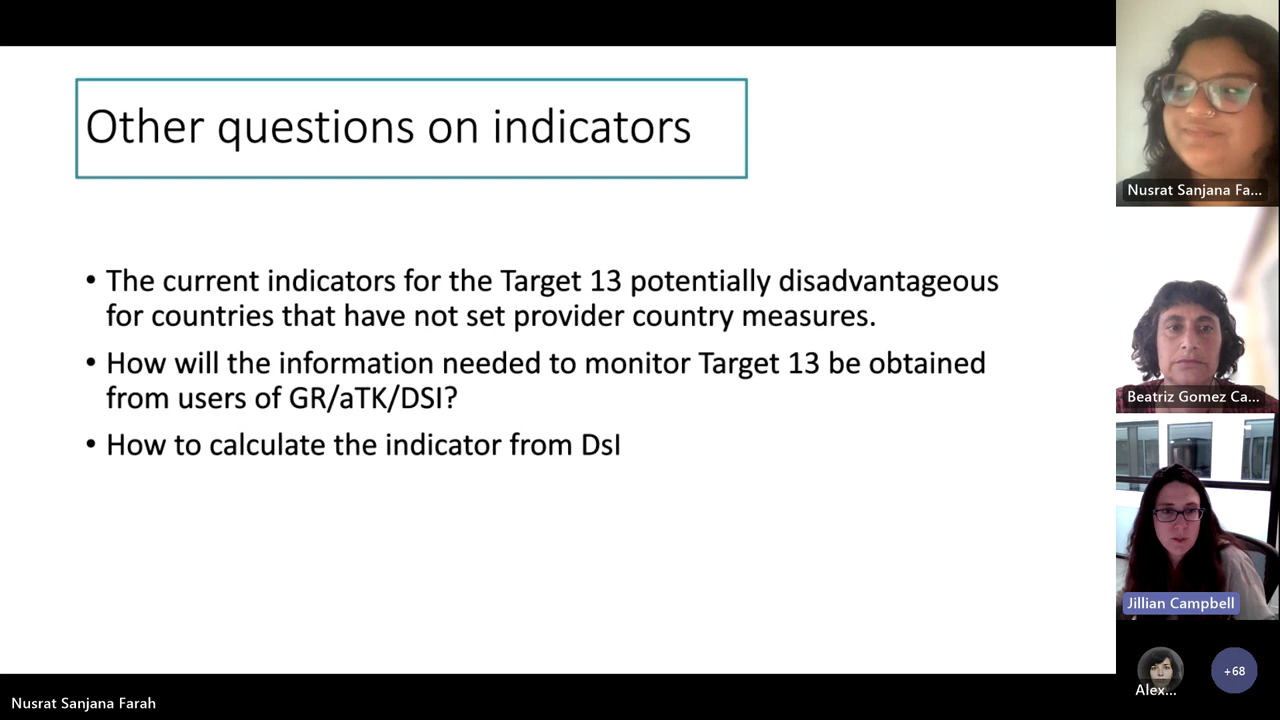 Other questions on indicators
• The current indicators for the Target 13 potentially disadvantageous
for countries that have not set provider country measures.
• How will the information needed to monitor Target 13 be obtained
from users of GR/aTK/DSI?
• How to calculate the indicator from DsI
Nusrat Sanjana Fa...
Beatriz Gomez Ca...
Jillian Campbell
Alex...
+68
Nusrat Sanjana Farah